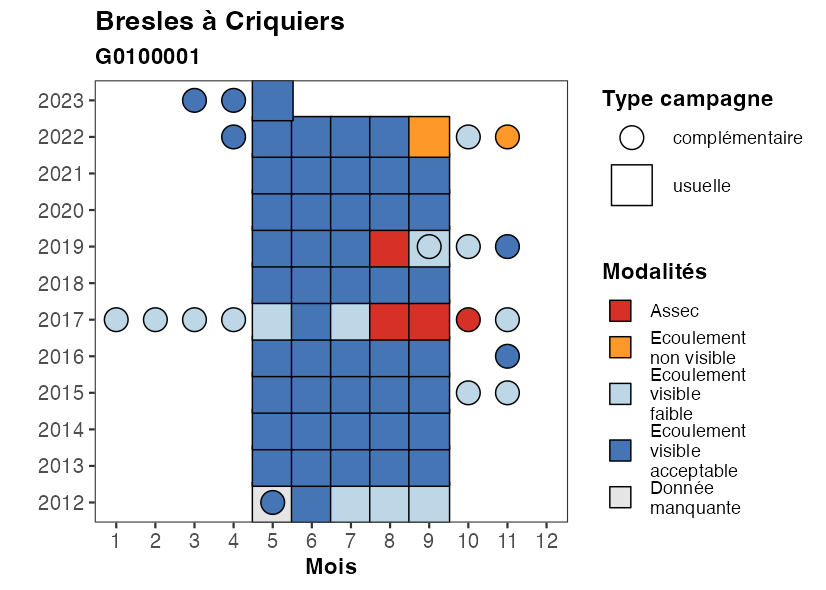 Bresles à Criquiers
G0100001
2023
2022
2021
2020
2019
2018
2017
2016
2015
2014
2013
2012
1 2 3 4 5 6 7 8 9 10 11 12
Mois
Type campagne
complémentaire
usuelle
Modalités
Assec
Ecoulement
non visible
Ecoulement
visible
faible
Ecoulement
visible
acceptable
Donnée
manquante